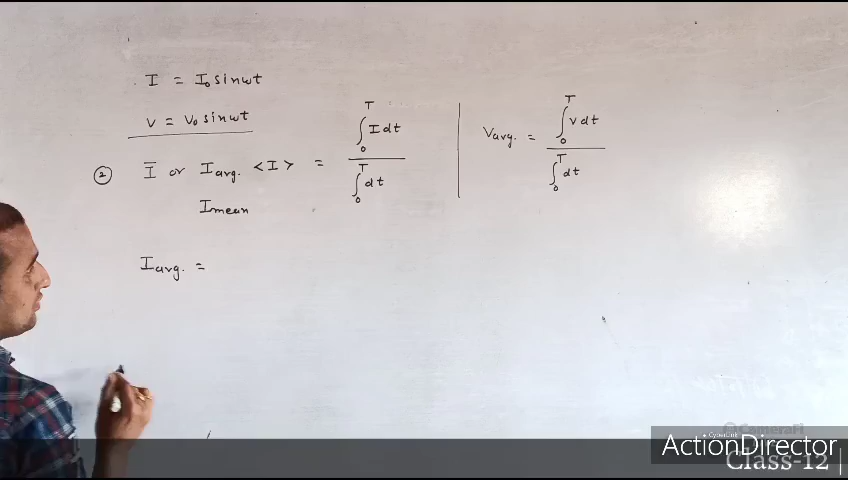 I = I₀ sinωt
V = V₀ sinωt
② Ī or Iavg. <I> = ∫₀ᵀ I dt / ∫₀ᵀ dt
Imean
Vavg. = ∫₀ᵀ V dt / ∫₀ᵀ dt
Iavg. =
CyberLink
ActionDirector
Class-12